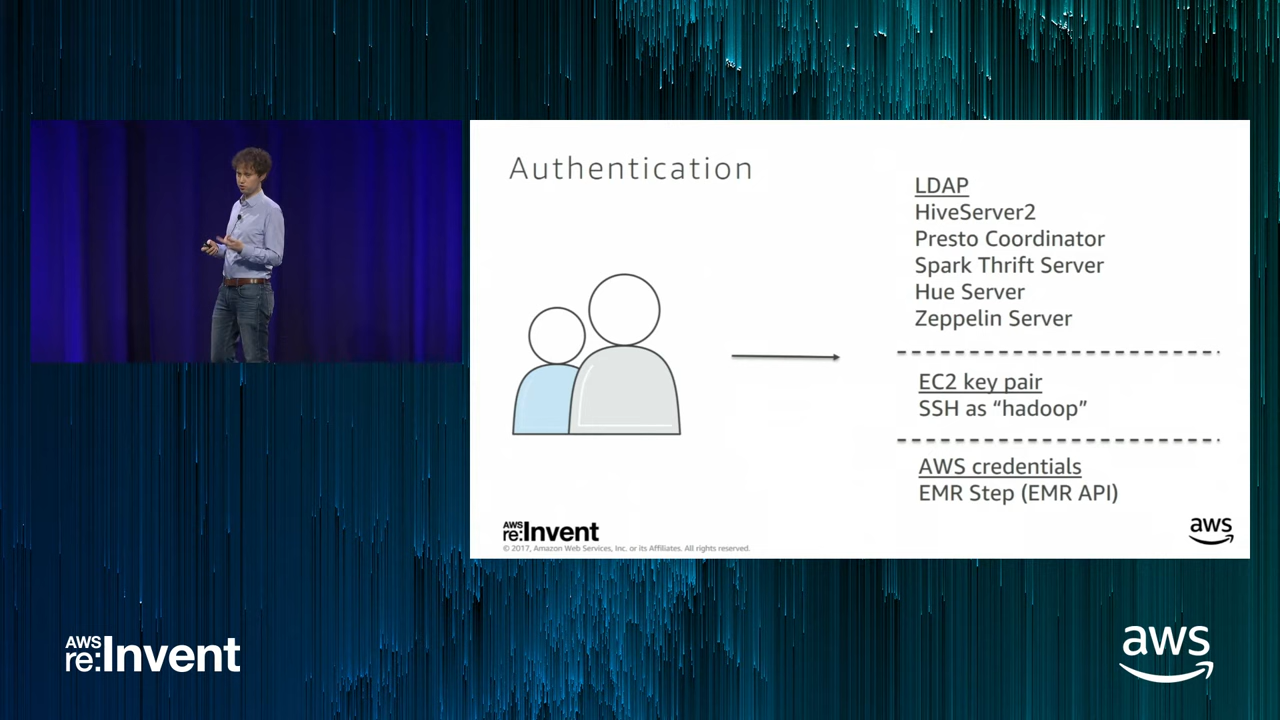 Authentication
LDAP
HiveServer2
Presto Coordinator
Spark Thrift Server
Hue Server
Zeppelin Server
EC2 key pair
SSH as “hadoop”
AWS credentials
EMR Step (EMR API)
AWS
re:Invent
© 2017, Amazon Web Services, Inc. or its Affiliates. All rights reserved.
aws
AWS
re:Invent
aws